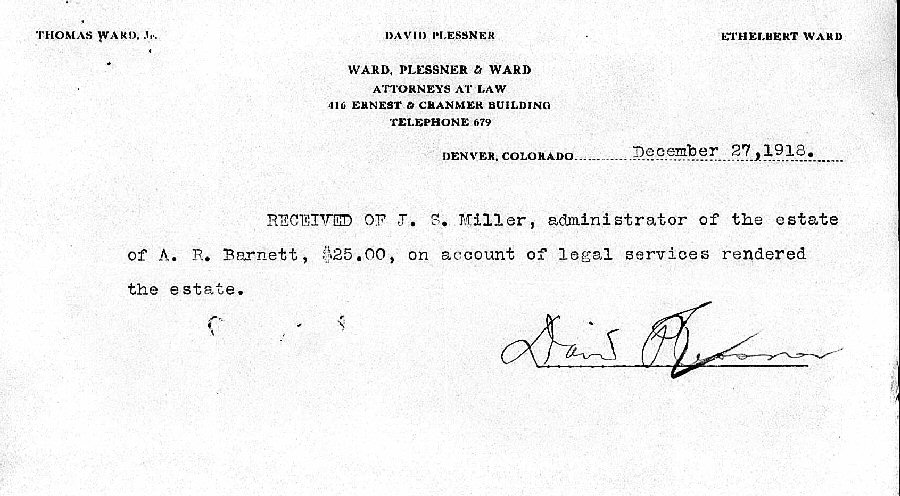 THOMAS WARD, Jr. DAVID PLESSNER ETHELBERT WARD
WARD, PLESSNER & WARD
ATTORNEYS AT LAW
416 ERNEST & CRANMER BUILDING
TELEPHONE 679
DENVER, COLORADO December 27,1918.
RECEIVED OF J. S. Miller, administrator of the estate
of A. R. Barnett, $25.00, on account of legal services rendered
the estate.
David Plessner